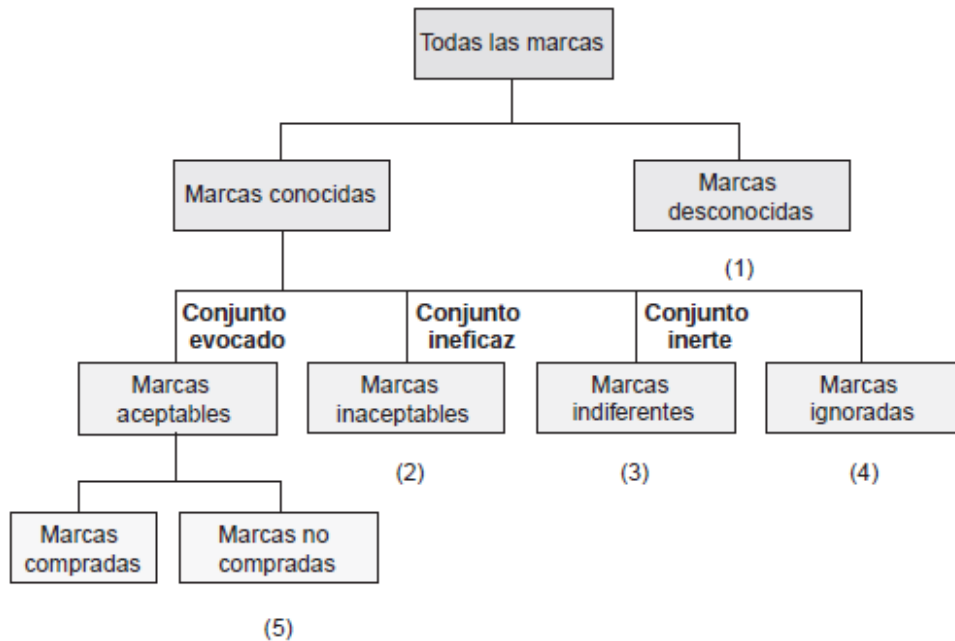 Todas las marcas
Marcas conocidas
Marcas
desconocidas
(1)
Conjunto
evocado
Conjunto
ineficaz
Conjunto
inerte
Marcas
aceptables
Marcas
inaceptables
Marcas
indiferentes
Marcas
ignoradas
(2)
(3)
(4)
Marcas
compradas
Marcas no
compradas
(5)